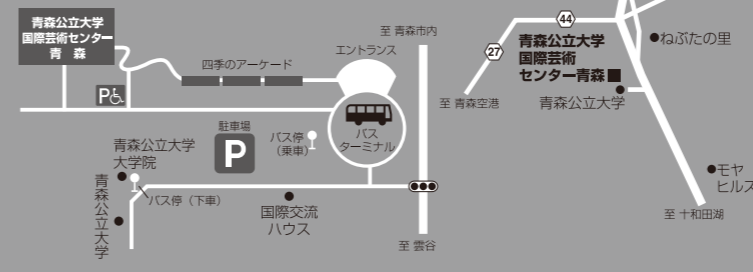 青森公立大学
国際芸術センター
青 森
四季のアーケード
エントランス
至 青森市内
P
バス
ターミナル
駐車場
P
バス停
（乗車）
青森公立大学
大学院
青森公立大学
バス停（下車）
国際交流
ハウス
至 雲谷
44
27
青森公立大学
国際芸術
センター青森
青森公立大学
至 青森空港
ねぶたの里
モヤ
ヒルズ
至 十和田湖